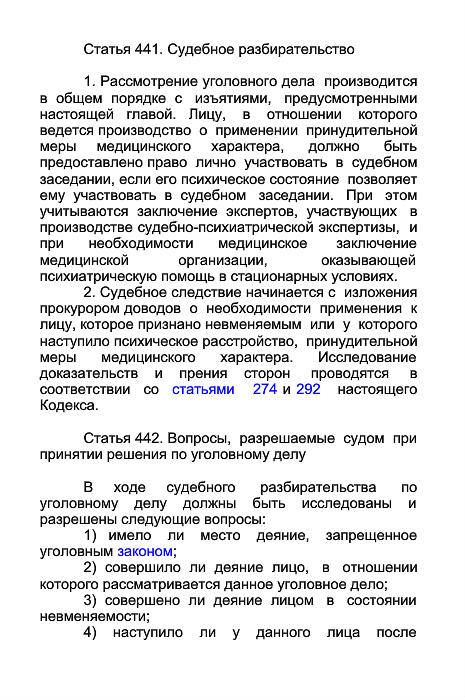 Статья 441. Судебное разбирательство
1. Рассмотрение уголовного дела производится
в общем порядке с изъятиями, предусмотренными
настоящей главой. Лицу, в отношении которого
ведется производство о применении принудительной
меры медицинского характера, должно быть
предоставлено право лично участвовать в судебном
заседании, если его психическое состояние позволяет
ему участвовать в судебном заседании. При этом
учитываются заключение экспертов, участвующих в
производстве судебно-психиатрической экспертизы, и
при необходимости медицинское заключение
медицинской организации, оказывающей
психиатрическую помощь в стационарных условиях.
2. Судебное следствие начинается с изложения
прокурором доводов о необходимости применения к
лицу, которое признано невменяемым или у которого
наступило психическое расстройство, принудительной
меры медицинского характера. Исследование
доказательств и прения сторон проводятся в
соответствии со статьями 274 и 292 настоящего
Кодекса.
Статья 442. Вопросы, разрешаемые судом при
принятии решения по уголовному делу
В ходе судебного разбирательства по
уголовному делу должны быть исследованы и
разрешены следующие вопросы:
1) имело ли место деяние, запрещенное
уголовным законом;
2) совершило ли деяние лицо, в отношении
которого рассматривается данное уголовное дело;
3) совершено ли деяние лицом в состоянии
невменяемости;
4) наступило ли у данного лица после